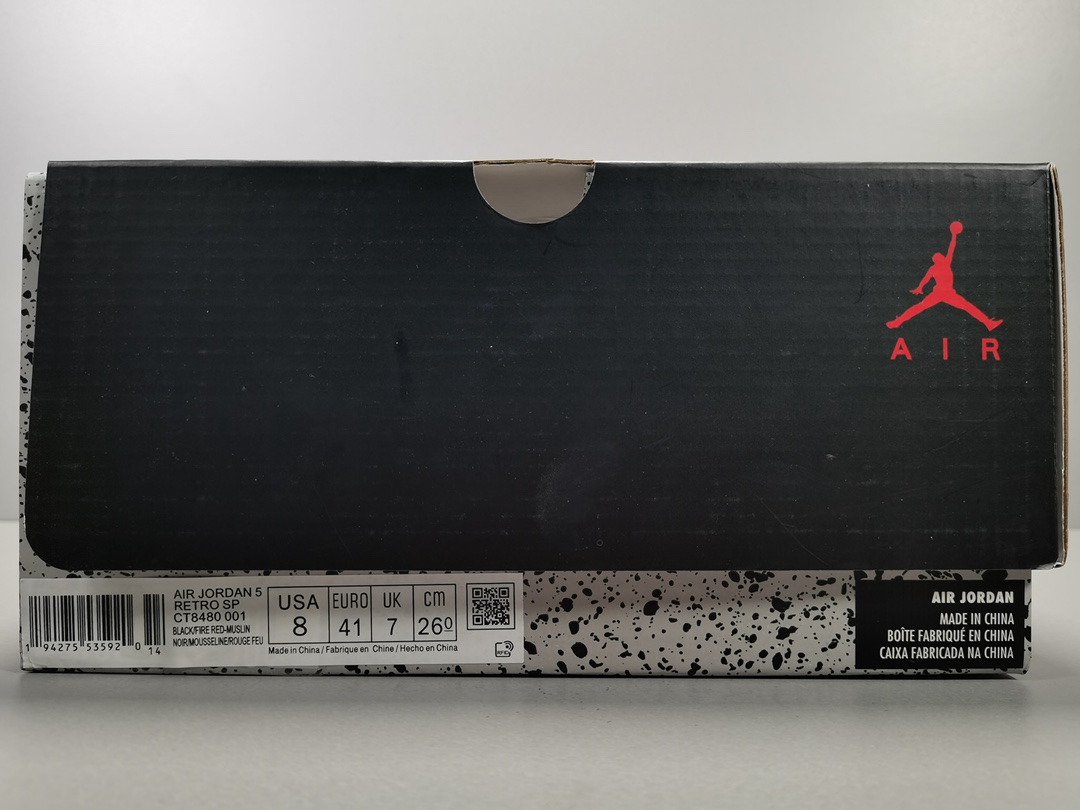 AIR
AIR JORDAN 5
RETRO SP
CT8480 001
BLACK/FIRE RED-MUSLIN
NOIR/MOUSSELINE/ROUGE FEU
1 94275 53592 0 14
USA EURO UK cm
8 41 7 260
Made in China / Fabrique en Chine / Hecho en China
RFID
AIR JORDAN
MADE IN CHINA
BOÎTE FABRIQUÉ EN CHINA
CAIXA FABRICADA NA CHINA